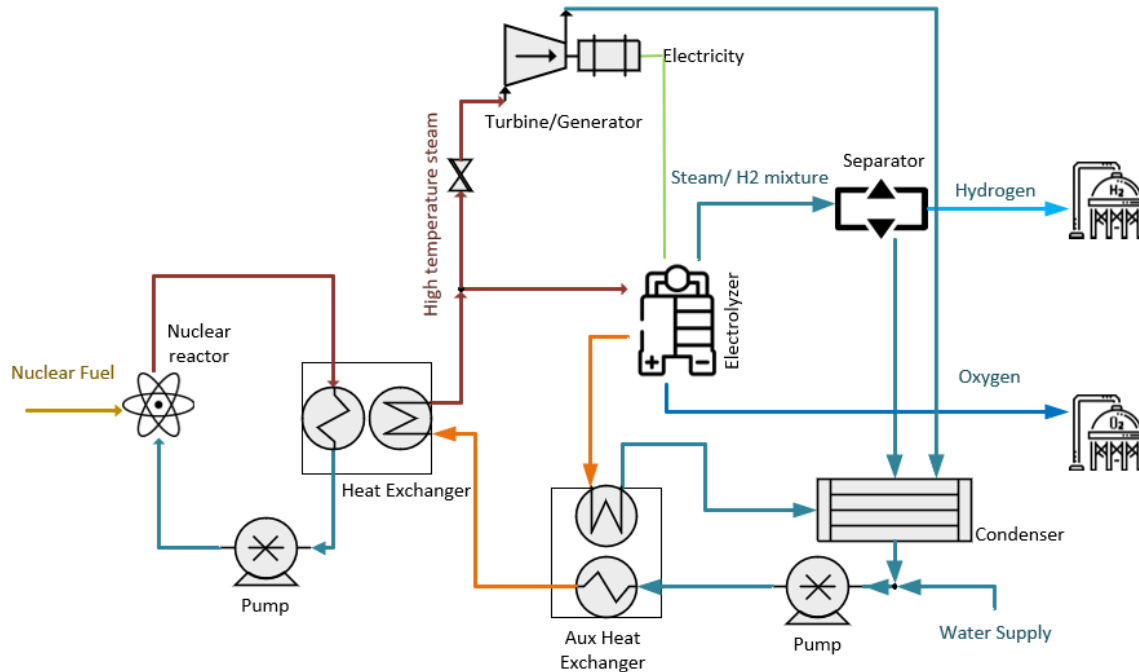 Electricity
Turbine/Generator
High temperature steam
Separator
Steam/ H2 mixture
Hydrogen
H2
Nuclear
reactor
Nuclear Fuel
Electrolyzer
Oxygen
O2
Heat Exchanger
Condenser
Pump
Aux Heat
Exchanger
Pump
Water Supply